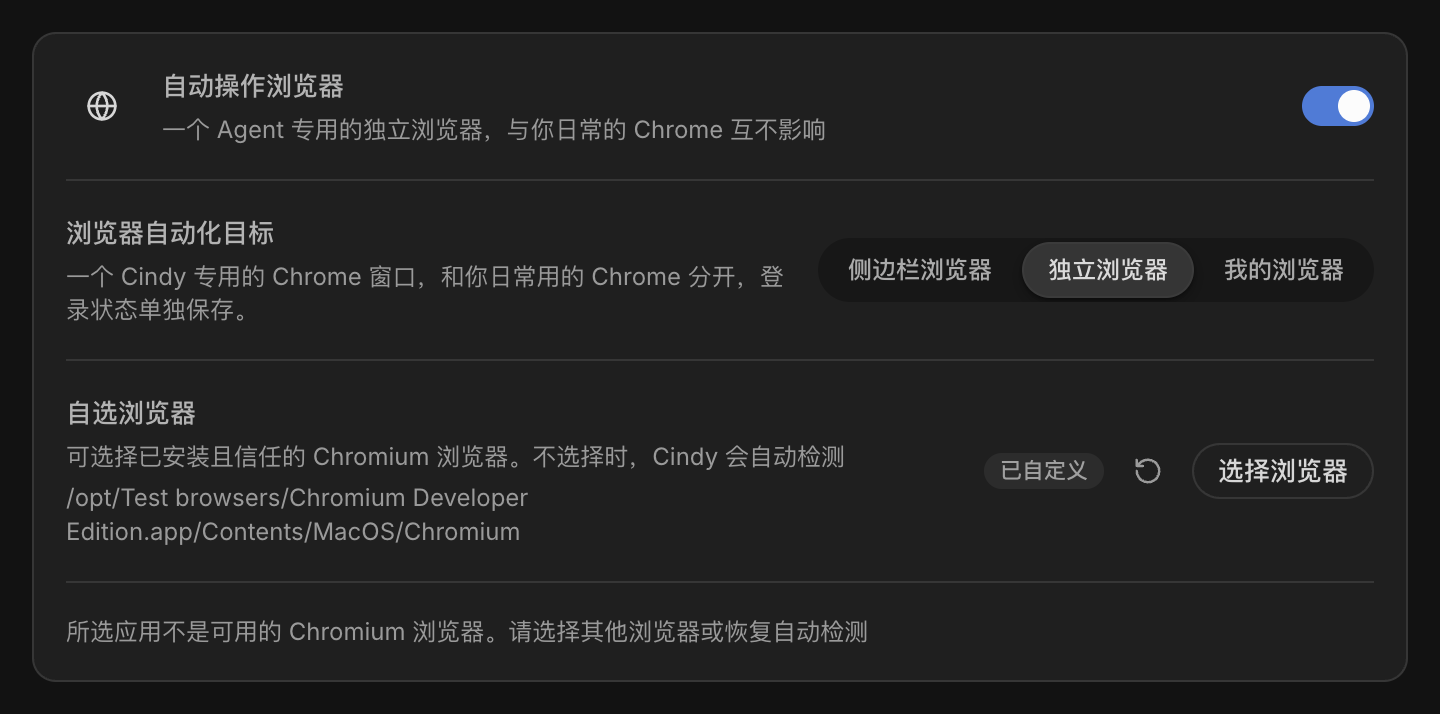 自动操作浏览器
一个 Agent 专用的独立浏览器，与你日常的 Chrome 互不影响
浏览器自动化目标
一个 Cindy 专用的 Chrome 窗口，和你日常用的 Chrome 分开，登
录状态单独保存。
侧边栏浏览器
独立浏览器
我的浏览器
自选浏览器
可选择已安装且信任的 Chromium 浏览器。不选择时，Cindy 会自动检测
/opt/Test browsers/Chromium Developer
Edition.app/Contents/MacOS/Chromium
已自定义
选择浏览器
所选应用不是可用的 Chromium 浏览器。请选择其他浏览器或恢复自动检测